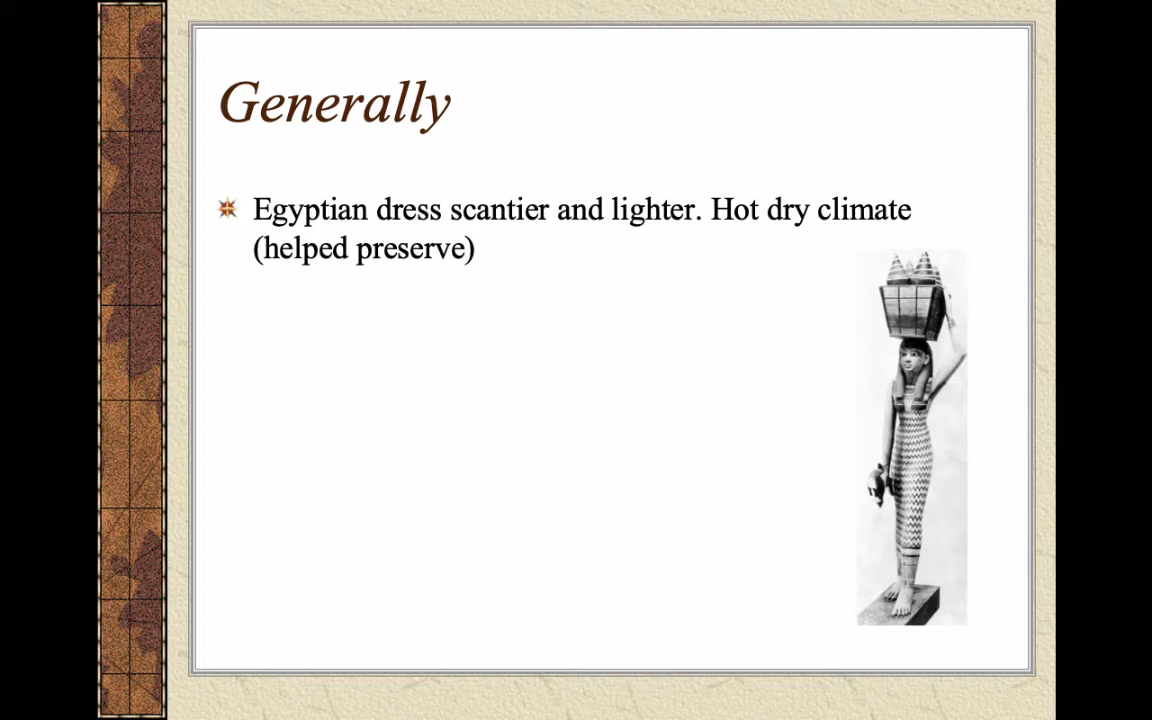 Generally
Egyptian dress scantier and lighter. Hot dry climate
(helped preserve)